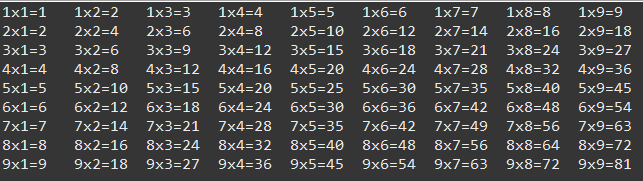 1x1=1 1x2=2 1x3=3 1x4=4 1x5=5 1x6=6 1x7=7 1x8=8 1x9=9
2x1=2 2x2=4 2x3=6 2x4=8 2x5=10 2x6=12 2x7=14 2x8=16 2x9=18
3x1=3 3x2=6 3x3=9 3x4=12 3x5=15 3x6=18 3x7=21 3x8=24 3x9=27
4x1=4 4x2=8 4x3=12 4x4=16 4x5=20 4x6=24 4x7=28 4x8=32 4x9=36
5x1=5 5x2=10 5x3=15 5x4=20 5x5=25 5x6=30 5x7=35 5x8=40 5x9=45
6x1=6 6x2=12 6x3=18 6x4=24 6x5=30 6x6=36 6x7=42 6x8=48 6x9=54
7x1=7 7x2=14 7x3=21 7x4=28 7x5=35 7x6=42 7x7=49 7x8=56 7x9=63
8x1=8 8x2=16 8x3=24 8x4=32 8x5=40 8x6=48 8x7=56 8x8=64 8x9=72
9x1=9 9x2=18 9x3=27 9x4=36 9x5=45 9x6=54 9x7=63 9x8=72 9x9=81